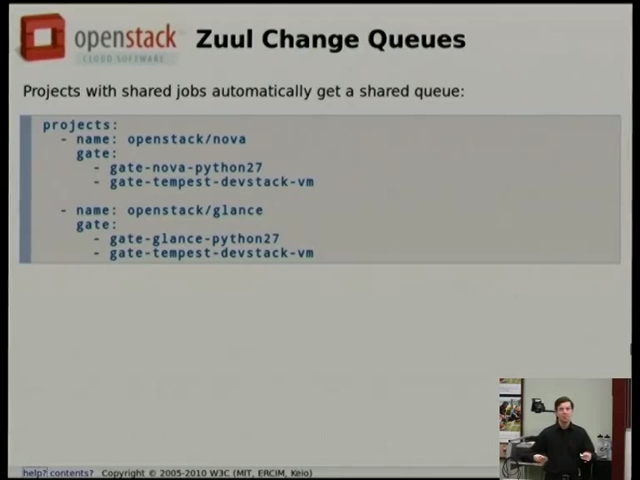 openstack
CLOUD SOFTWARE
Zuul Change Queues
Projects with shared jobs automatically get a shared queue:
projects:
- name: openstack/nova
gate:
- gate-nova-python27
- gate-tempest-devstack-vm
- name: openstack/glance
gate:
- gate-glance-python27
- gate-tempest-devstack-vm
help? contents? Copyright © 2005-2010 W3C (MIT, ERCIM, Keio)